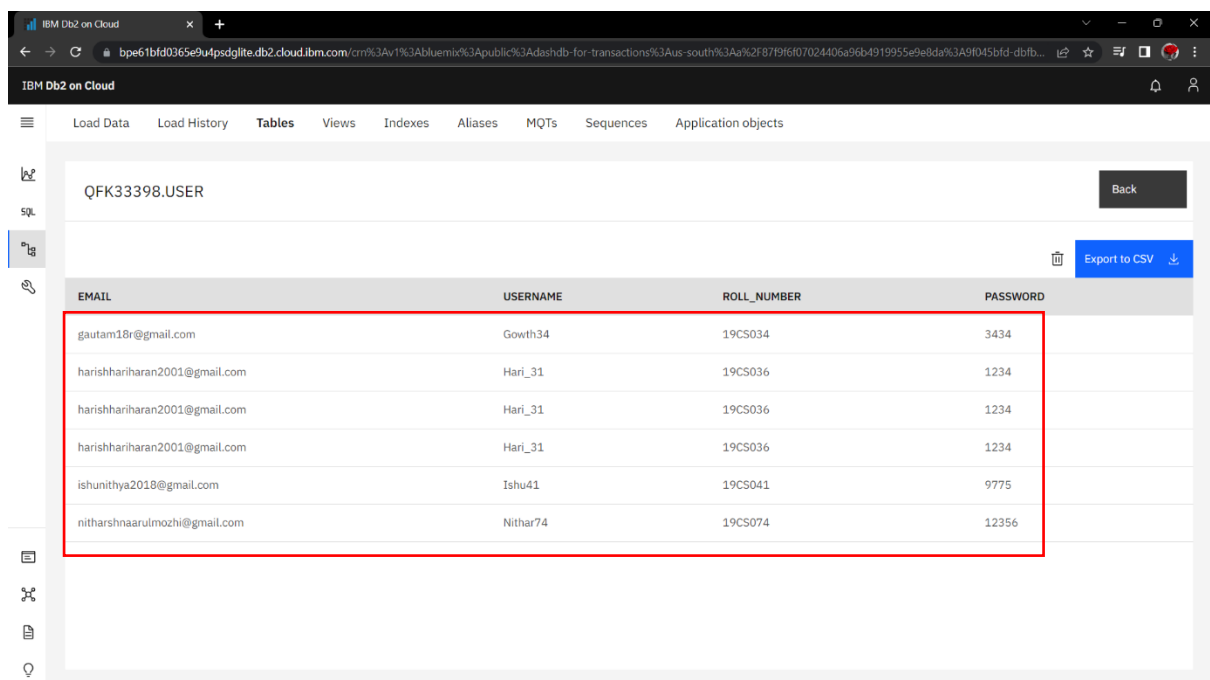 IBM Db2 on Cloud
bpe61bfd0365e9u4psdglite.db2.cloud.ibm.com/crn%3Av1%3Abluemix%3Apublic%3Adashdb-for-transactions%3Aus-south%3Aa%2F87f9f6f07024406a96b4919955e9e8da%3A9f045bfd-dbfb...
IBM Db2 on Cloud
Load Data Load History Tables Views Indexes Aliases MQTs Sequences Application objects
QFK33398.USER Back
SQL
Export to CSV
EMAIL USERNAME ROLL_NUMBER PASSWORD
gautam18r@gmail.com Gowth34 19CS034 3434
harishhariharan2001@gmail.com Hari_31 19CS036 1234
harishhariharan2001@gmail.com Hari_31 19CS036 1234
harishhariharan2001@gmail.com Hari_31 19CS036 1234
ishunithya2018@gmail.com Ishu41 19CS041 9775
nitharshnaarulmozhi@gmail.com Nithar74 19CS074 12356